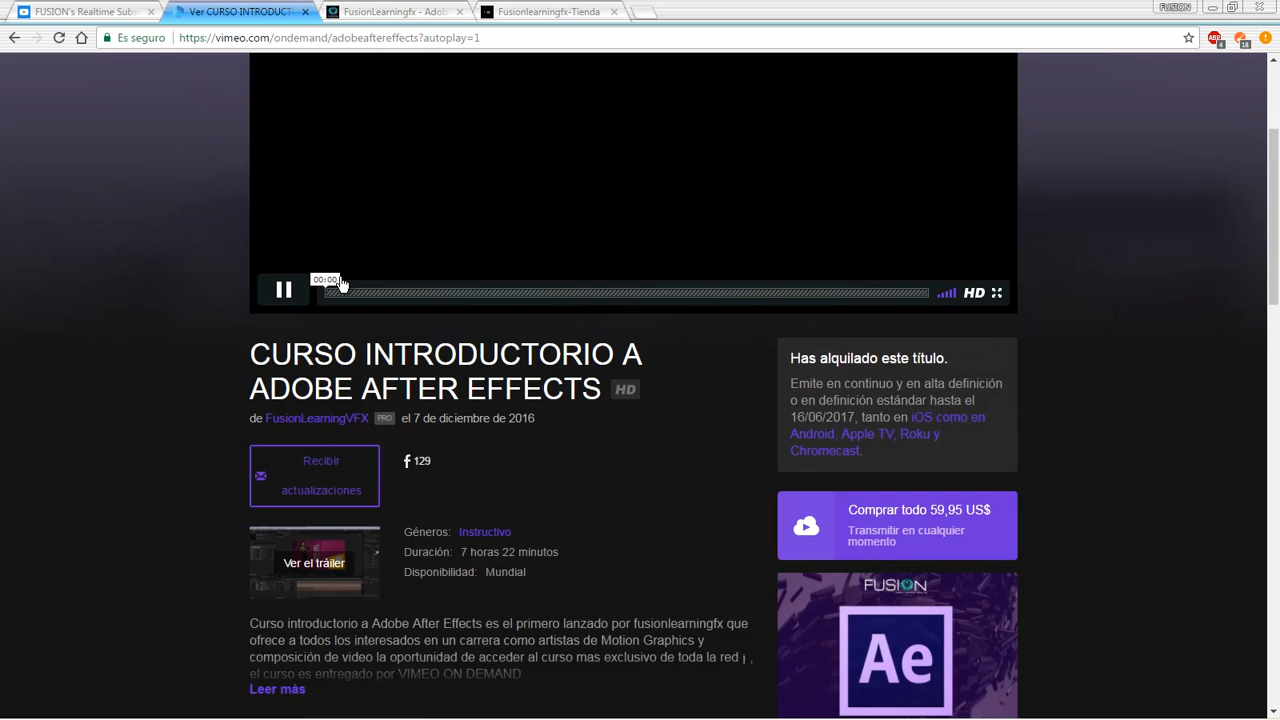 FUSION's Realtime Subs
Ver CURSO INTRODUCT
FusionLearningfx - Adob
Fusionlearningfx-Tienda
FUSION
Es seguro
https://vimeo.com/ondemand/adobeaftereffects?autoplay=1
ABP
4
18
00:00
HD
CURSO INTRODUCTORIO A
ADOBE AFTER EFFECTS HD
de FusionLearningVFX PRO el 7 de diciembre de 2016
Recibir
actualizaciones
129
Ver el tráiler
Géneros: Instructivo
Duración: 7 horas 22 minutos
Disponibilidad: Mundial
Curso introductorio a Adobe After Effects es el primero lanzado por fusionlearningfx que
ofrece a todos los interesados en un carrera como artistas de Motion Graphics y
composición de video la oportunidad de acceder al curso mas exclusivo de toda la red ¡ ,
el curso es entregado por VIMEO ON DEMAND
Leer más
Has alquilado este título.
Emite en continuo y en alta definición
o en definición estándar hasta el
16/06/2017, tanto en iOS como en
Android, Apple TV, Roku y
Chromecast.
Comprar todo 59,95 US$
Transmitir en cualquier
momento
FUSION
Ae